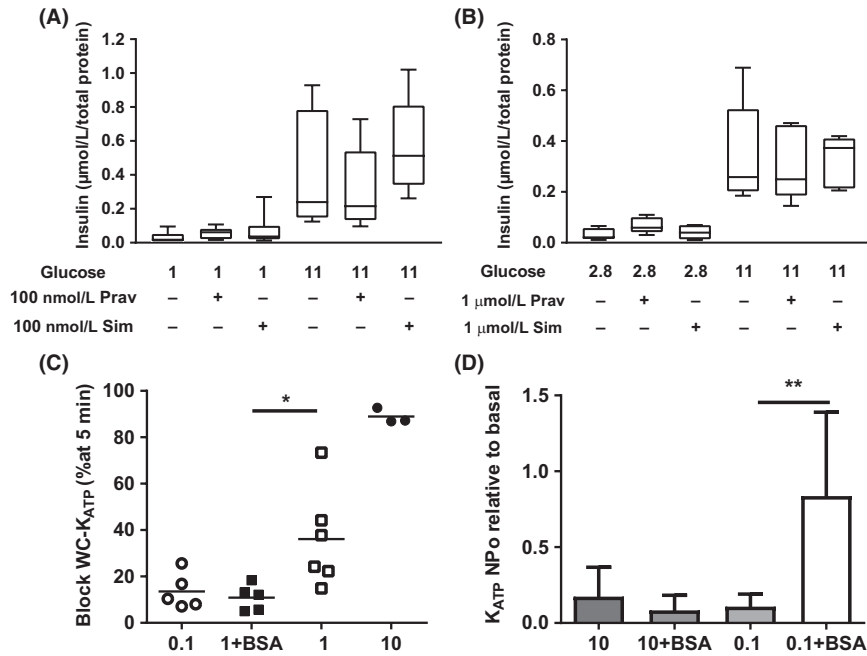 (A)
Insulin (µmol/L/total protein)
1.2
1.0
0.8
0.6
0.4
0.2
0.0
Glucose 1 1 1 11 11 11
100 nmol/L Prav – + – – + –
100 nmol/L Sim – – + – – +
(B)
Insulin (µmol/L/total protein)
0.8
0.6
0.4
0.2
0.0
Glucose 2.8 2.8 2.8 11 11 11
1 µmol/L Prav – + – – + –
1 µmol/L Sim – – + – – +
(C)
Block WC-KATP (%at 5 min)
100
80
60
40
20
0
*
0.1 1+BSA 1 10
(D)
KATP NPo relative to basal
1.5
1.0
0.5
0.0
**
10 10+BSA 0.1 0.1+BSA